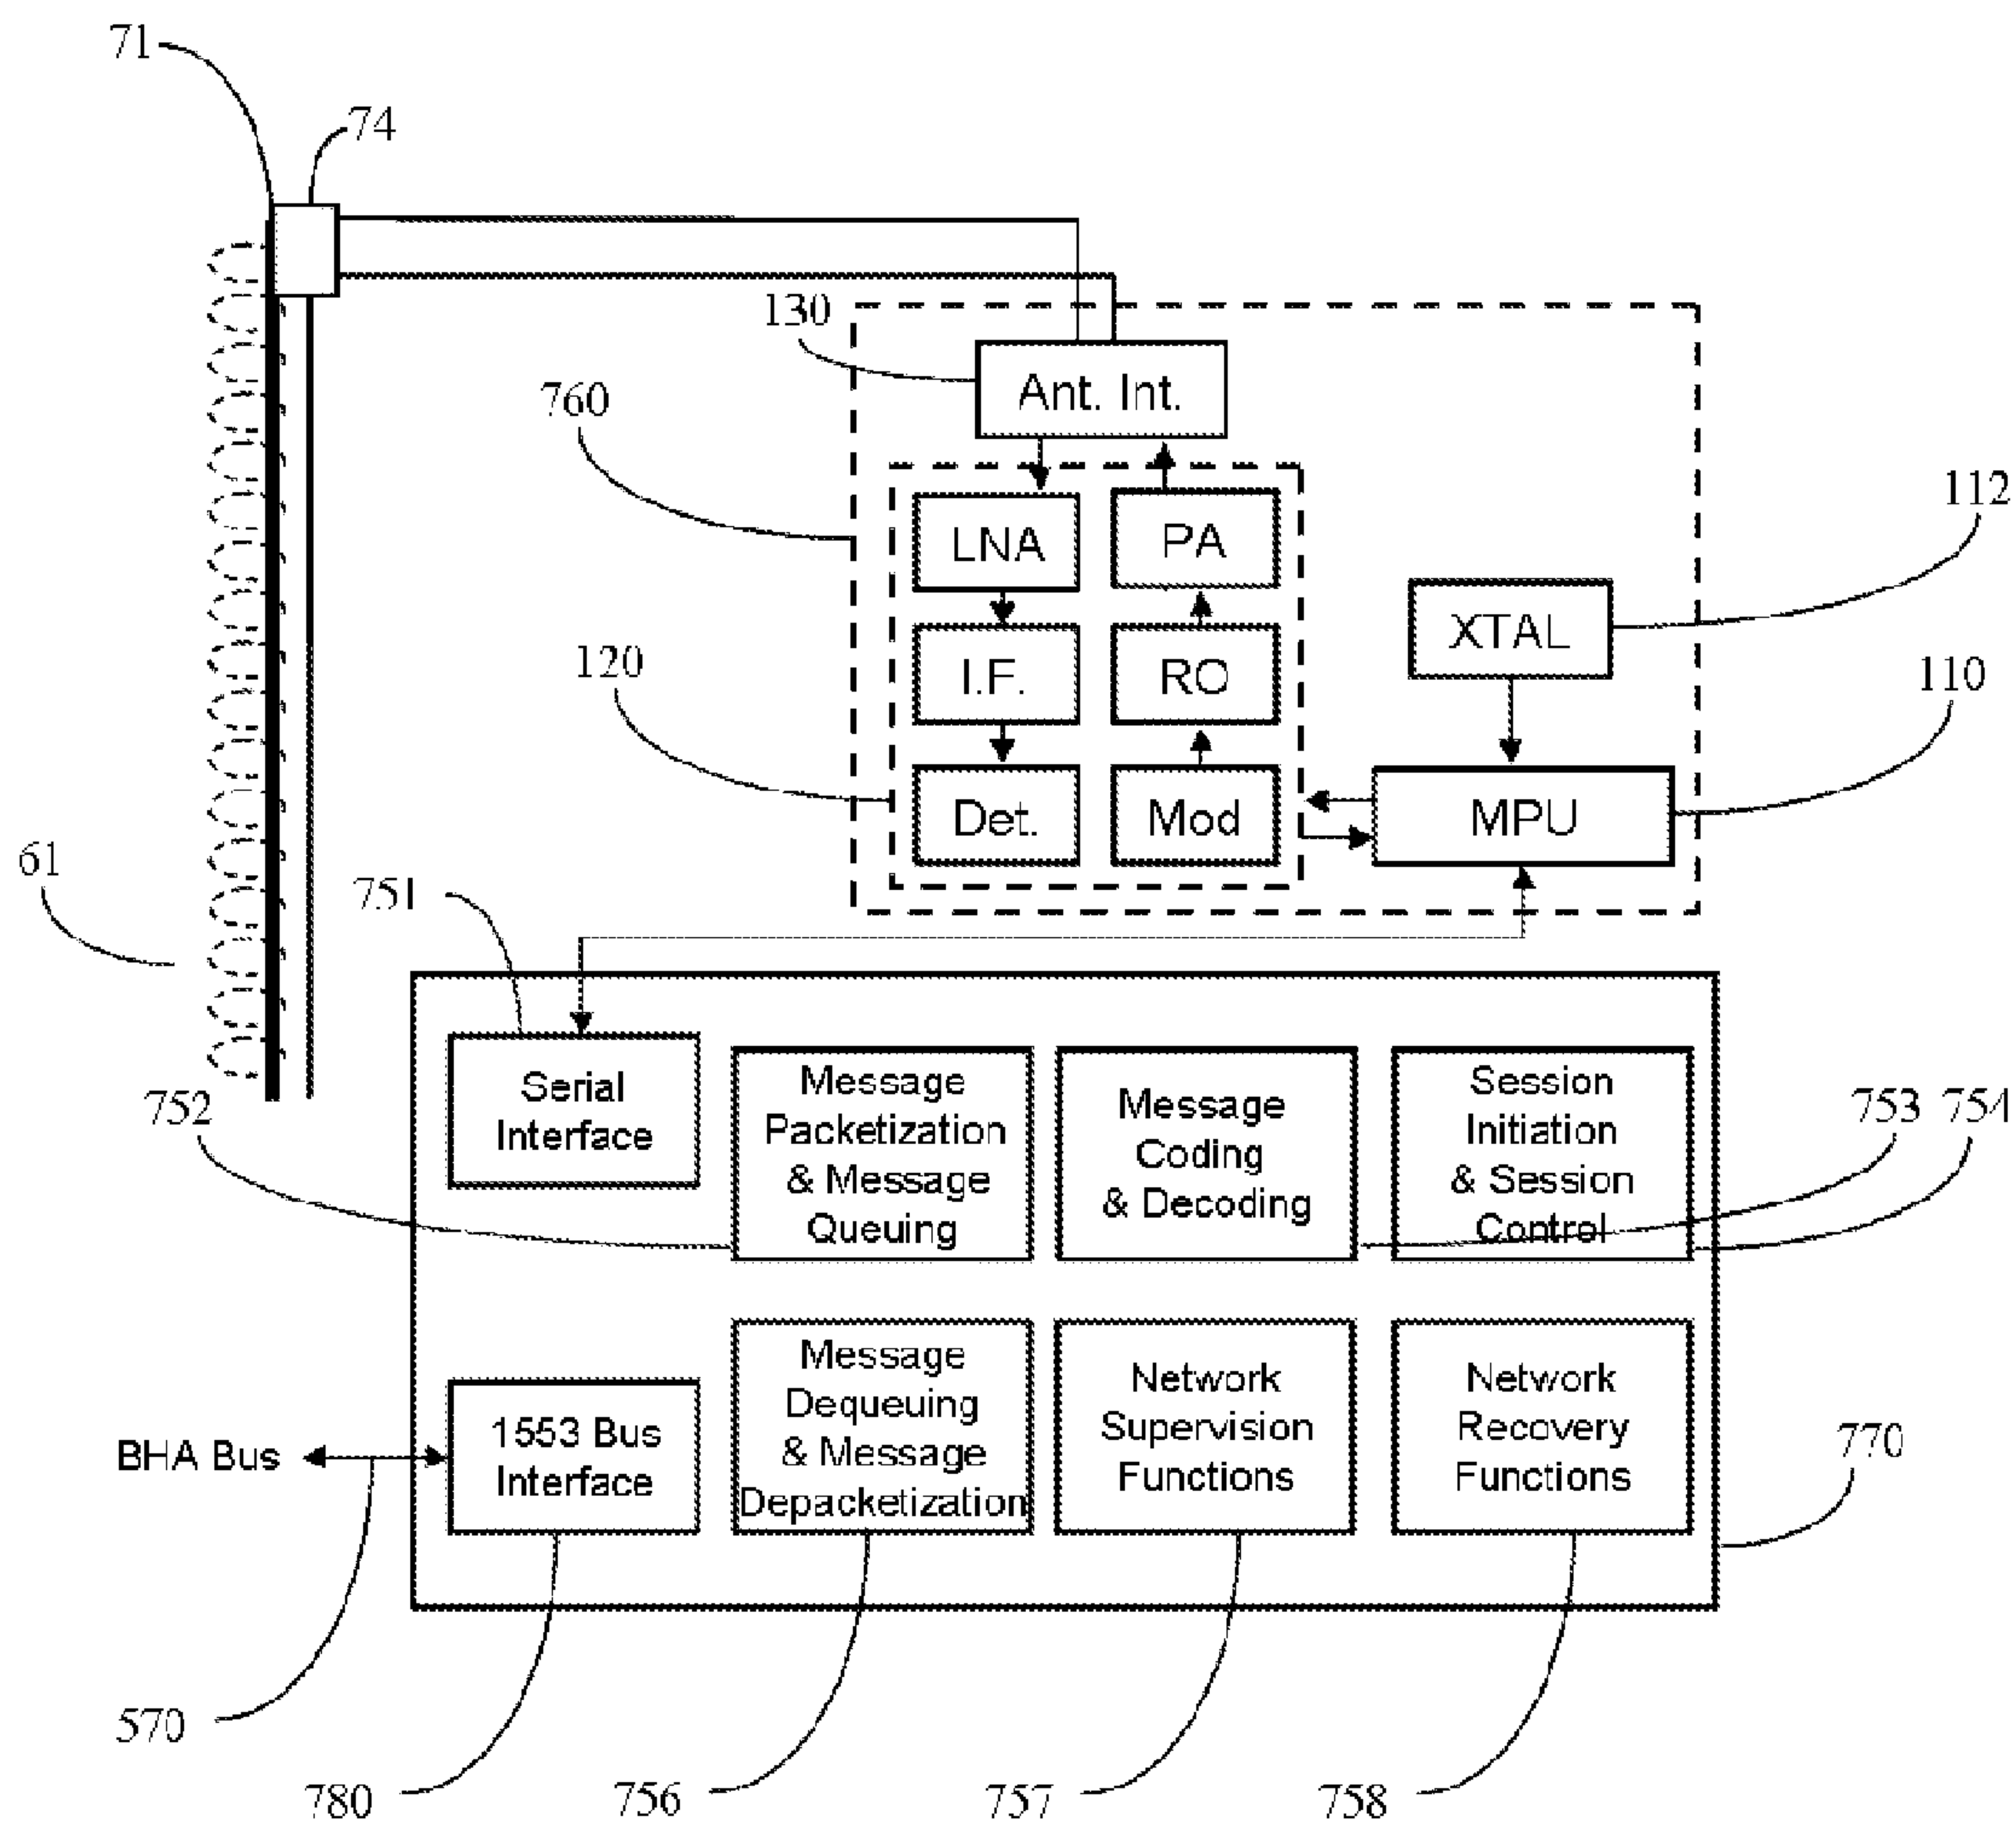 71
74
130
Ant. Int.
760
LNA
PA
112
I.F.
RO
XTAL
120
110
Det.
Mod
MPU
61
751
752
Serial
Interface
Message
Packetization
& Message
Queuing
Message
Coding
& Decoding
Session
Initiation
& Session
Control
753
754
BHA Bus
1553 Bus
Interface
Message
Dequeuing
& Message
Depacketization
Network
Supervision
Functions
Network
Recovery
Functions
770
570
780
756
757
758